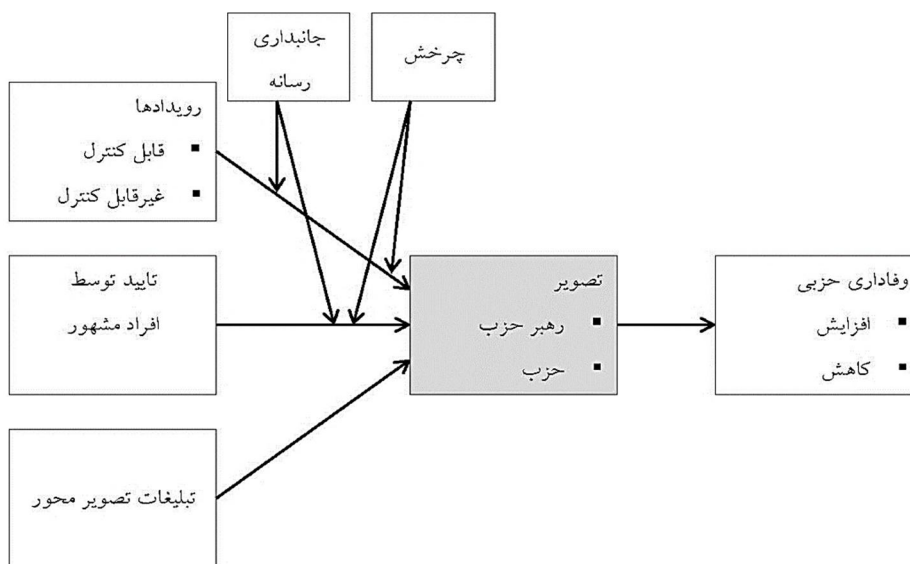 جانبداری
رسانه
چرخش
رویدادها
▪ قابل کنترل
▪ غیرقابل کنترل
تایید توسط
افراد مشهور
تبلیغات تصویر محور
تصویر
▪ رهبر حزب
▪ حزب
وفاداری حزبی
▪ افزایش
▪ کاهش